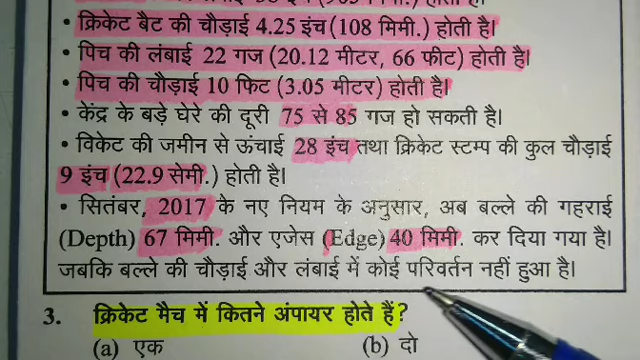 • क्रिकेट बैट की चौड़ाई 4.25 इंच (108 मिमी.) होती है।
• पिच की लंबाई 22 गज (20.12 मीटर, 66 फीट) होती है।
• पिच की चौड़ाई 10 फिट (3.05 मीटर) होती है।
• केंद्र के बड़े घेरे की दूरी 75 से 85 गज हो सकती है।
• विकेट की जमीन से ऊंचाई 28 इंच तथा क्रिकेट स्टम्प की कुल चौड़ाई
9 इंच (22.9 सेमी.) होती है।
• सितंबर, 2017 के नए नियम के अनुसार, अब बल्ले की गहराई
(Depth) 67 मिमी. और एजेस (Edge) 40 मिमी. कर दिया गया है।
जबकि बल्ले की चौड़ाई और लंबाई में कोई परिवर्तन नहीं हुआ है।
3. क्रिकेट मैच में कितने अंपायर होते हैं?
(a) एक (b) दो